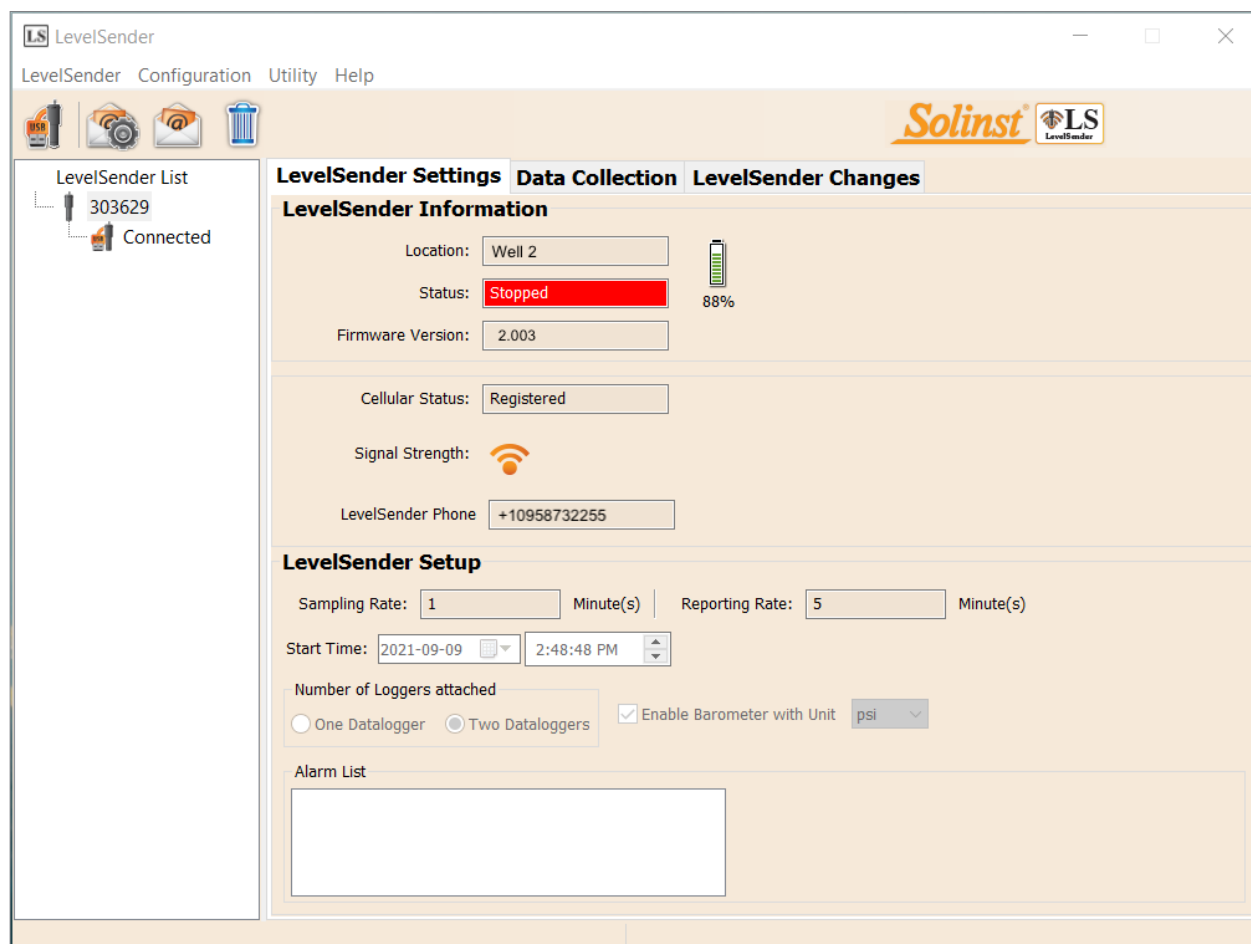 LS LevelSender
LevelSender Configuration Utility Help
USB @ Solinst® LS
LevelSender
LevelSender List
303629
Connected
LevelSender Settings Data Collection LevelSender Changes
LevelSender Information
Location: Well 2
Status: Stopped
88%
Firmware Version: 2.003
Cellular Status: Registered
Signal Strength:
LevelSender Phone +10958732255
LevelSender Setup
Sampling Rate: 1 Minute(s) Reporting Rate: 5 Minute(s)
Start Time: 2021-09-09 2:48:48 PM
Number of Loggers attached
One Datalogger Two Dataloggers Enable Barometer with Unit psi
Alarm List